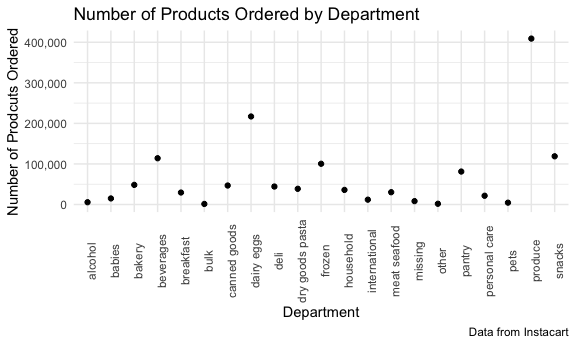 Number of Products Ordered by Department
Number of Prodcuts Ordered
400,000
300,000
200,000
100,000
0
alcohol
babies
bakery
beverages
breakfast
bulk
canned goods
dairy eggs
deli
dry goods pasta
frozen
household
international
meat seafood
missing
other
pantry
personal care
pets
produce
snacks
Department
Data from Instacart